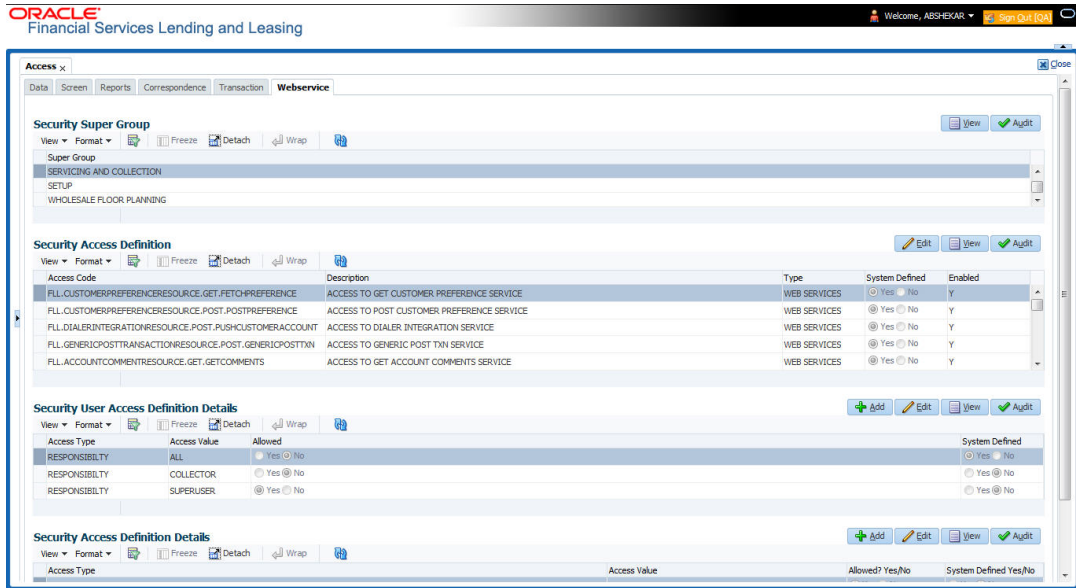 ORACLE
Financial Services Lending and Leasing
Welcome, ABSHEKAR
Sign Out [QA]
Close
Access
Data Screen Reports Correspondence Transaction Webservice
Security Super Group
View Audit
View Format Freeze Detach Wrap
Super Group
SERVICING AND COLLECTION
SETUP
WHOLESALE FLOOR PLANNING
Security Access Definition
Edit View Audit
View Format Freeze Detach Wrap
Access Code Description Type System Defined Enabled
FLL.CUSTOMERPREFERENCERESOURCE.GET.FETCHPREFERENCE ACCESS TO GET CUSTOMER PREFERENCE SERVICE WEB SERVICES Yes No Y
FLL.CUSTOMERPREFERENCERESOURCE.POST.POSTPREFERENCE ACCESS TO POST CUSTOMER PREFERENCE SERVICE WEB SERVICES Yes No Y
FLL.DIALERINTEGRATIONRESOURCE.POST.PUSHCUSTOMERACCOUNT ACCESS TO DIALER INTEGRATION SERVICE WEB SERVICES Yes No Y
FLL.GENERICPOSTTRANSACTIONRESOURCE.POST.GENERICPOSTTXN ACCESS TO GENERIC POST TXN SERVICE WEB SERVICES Yes No Y
FLL.ACCOUNTCOMMENTRESOURCE.GET.GETCOMMENTS ACCESS TO GET ACCOUNT COMMENTS SERVICE WEB SERVICES Yes No Y
Security User Access Definition Details
Add Edit View Audit
View Format Freeze Detach Wrap
Access Type Access Value Allowed System Defined
RESPONSIBILTY ALL Yes No Yes No
RESPONSIBILTY COLLECTOR Yes No Yes No
RESPONSIBILTY SUPERUSER Yes No Yes No
Security Access Definition Details
Add Edit View Audit
View Format Freeze Detach Wrap
Access Type Access Value Allowed? Yes/No System Defined Yes/No